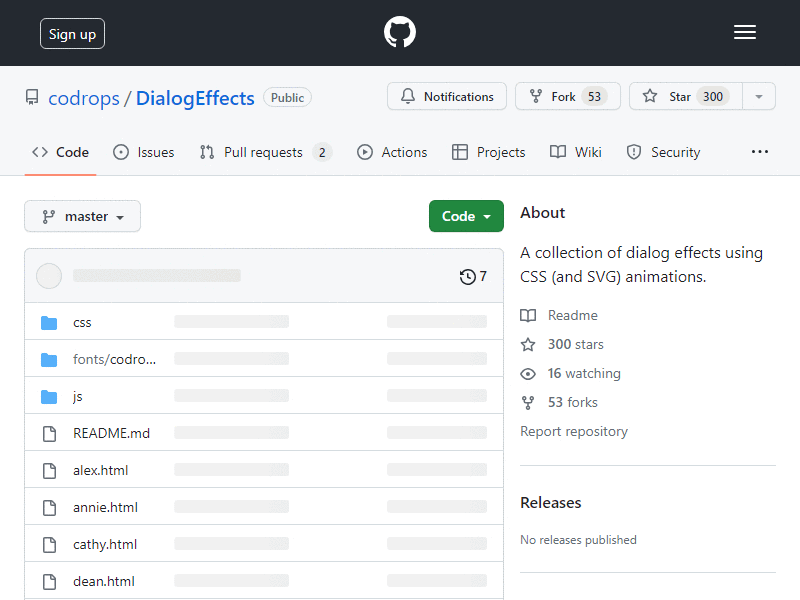 Sign up
codrops / DialogEffects Public
Notifications
Fork 53
Star 300
Code
Issues
Pull requests 2
Actions
Projects
Wiki
Security
master
Code
7
css
fonts/codro...
js
README.md
alex.html
annie.html
cathy.html
dean.html
About
A collection of dialog effects using
CSS (and SVG) animations.
Readme
300 stars
16 watching
53 forks
Report repository
Releases
No releases published